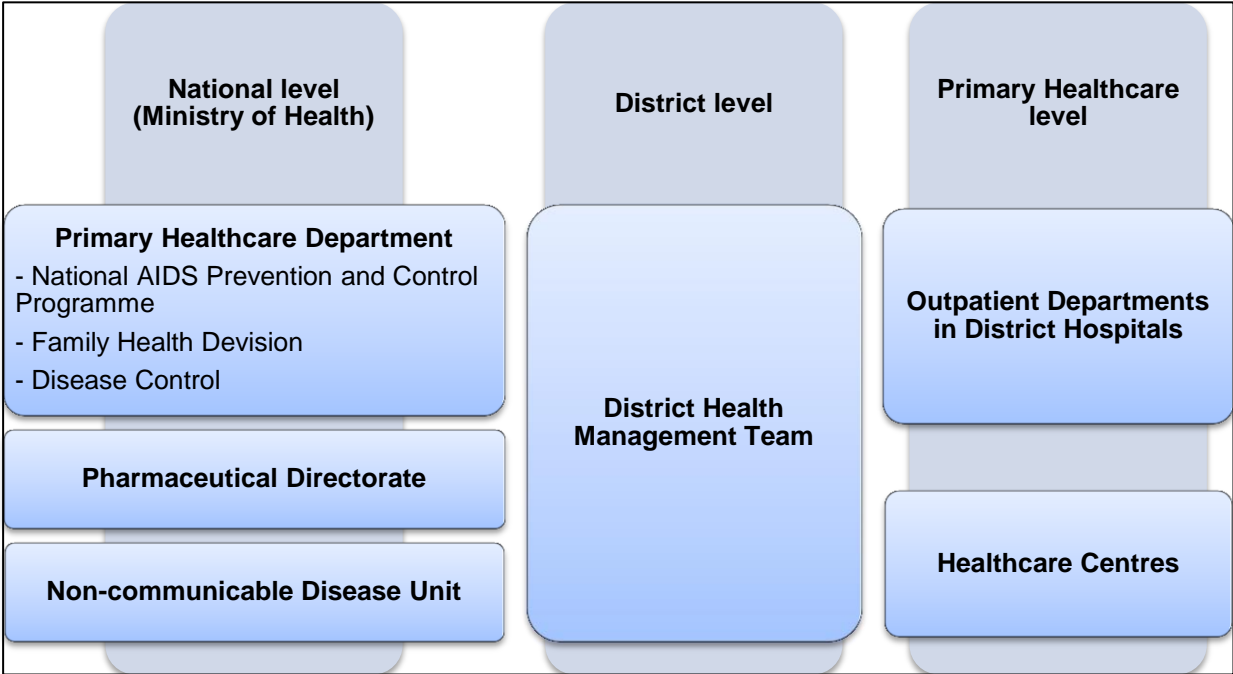 National level
(Ministry of Health)
Primary Healthcare Department
- National AIDS Prevention and Control
Programme
- Family Health Devision
- Disease Control
Pharmaceutical Directorate
Non-communicable Disease Unit
District level
District Health
Management Team
Primary Healthcare
level
Outpatient Departments
in District Hospitals
Healthcare Centres